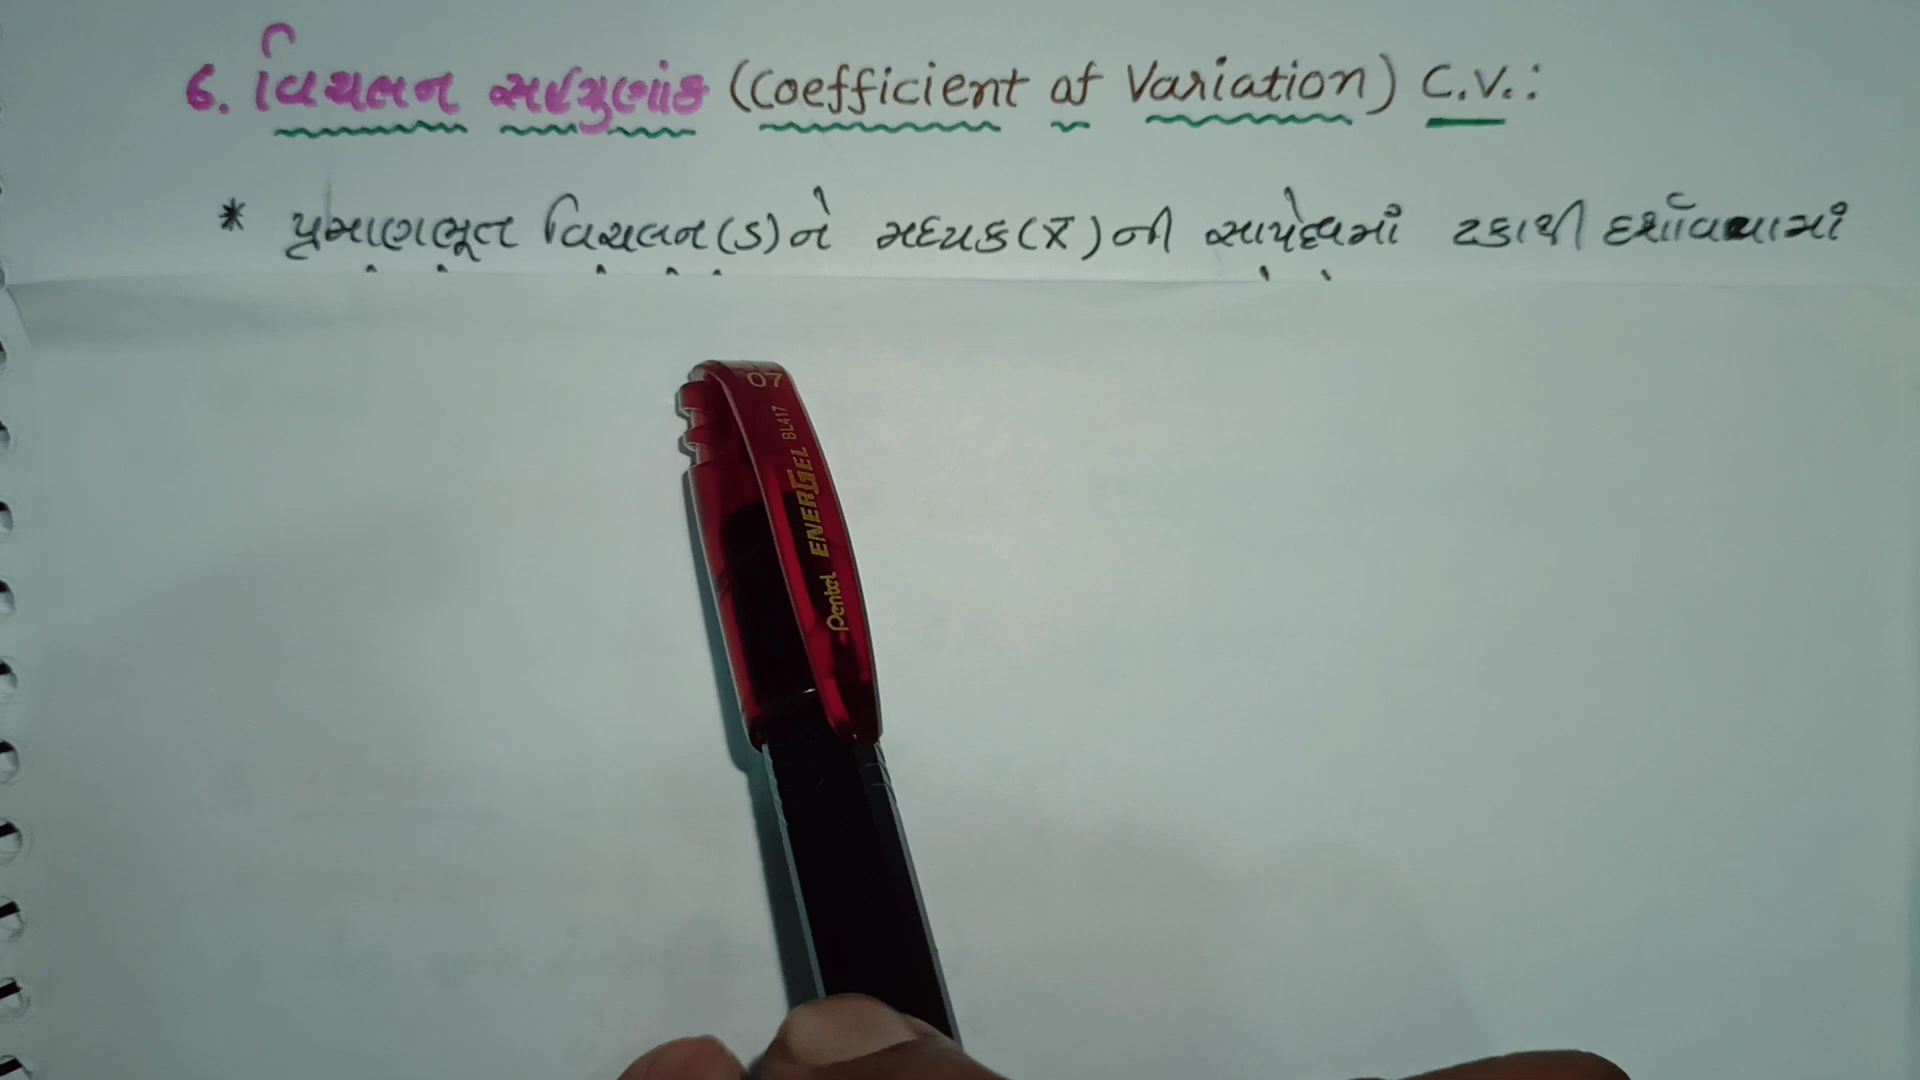 6. વિચલન સહગુણાંક (Coefficient of Variation) C.V.:
* પ્રમાણભૂત વિચલન (s) ને મધ્યક (x̄) ની સાપેક્ષમાં ટકાથી દર્શાવવામાં
07
Pentel ENERGEL BL417